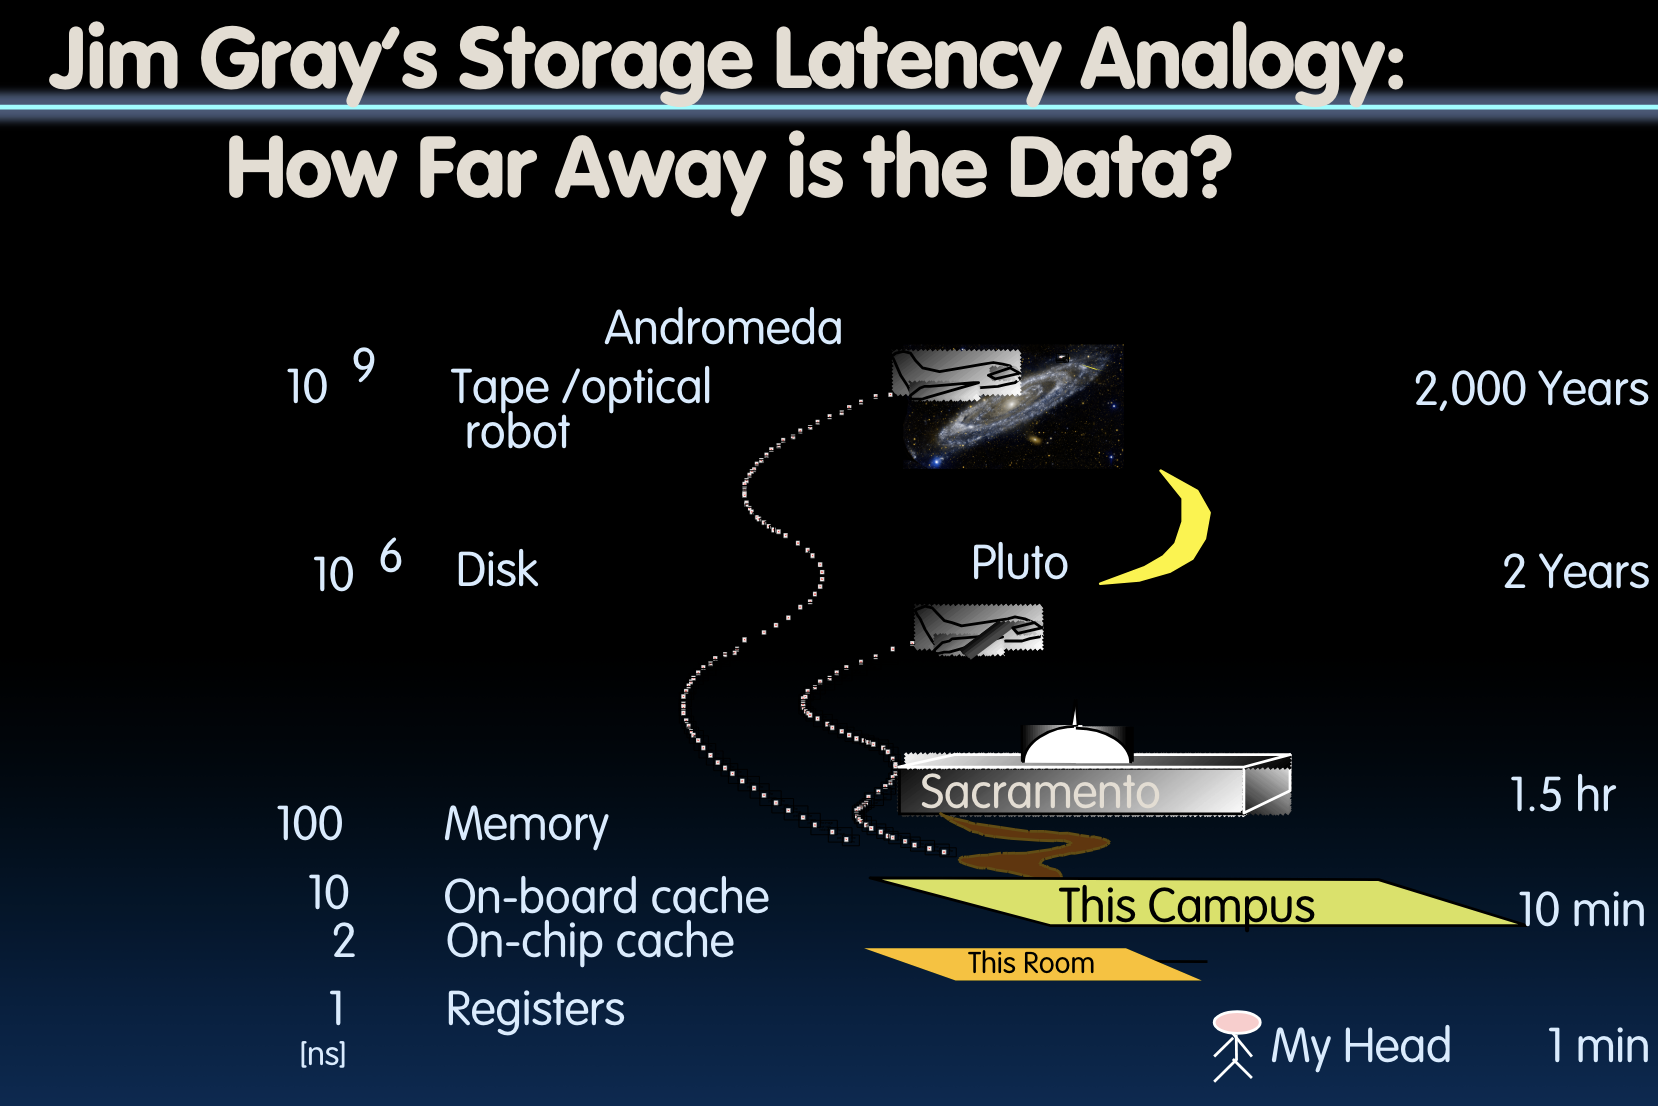 Jim Gray’s Storage Latency Analogy:
How Far Away is the Data?
Andromeda
10 9 Tape /optical robot 2,000 Years
10 6 Disk Pluto 2 Years
Sacramento 1.5 hr
100 Memory
10 On-board cache This Campus 10 min
2 On-chip cache
This Room
1 Registers
[ns] My Head 1 min